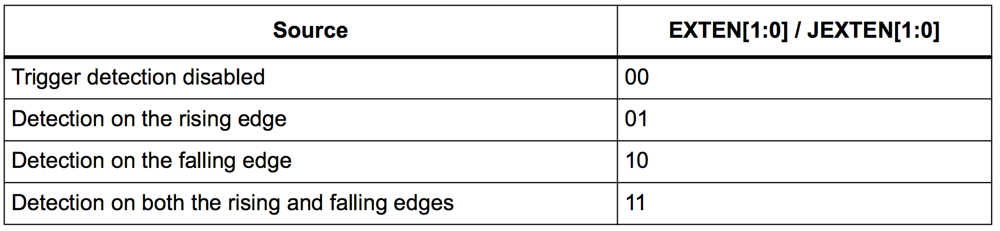 Source EXTEN[1:0] / JEXTEN[1:0]
Trigger detection disabled 00
Detection on the rising edge 01
Detection on the falling edge 10
Detection on both the rising and falling edges 11